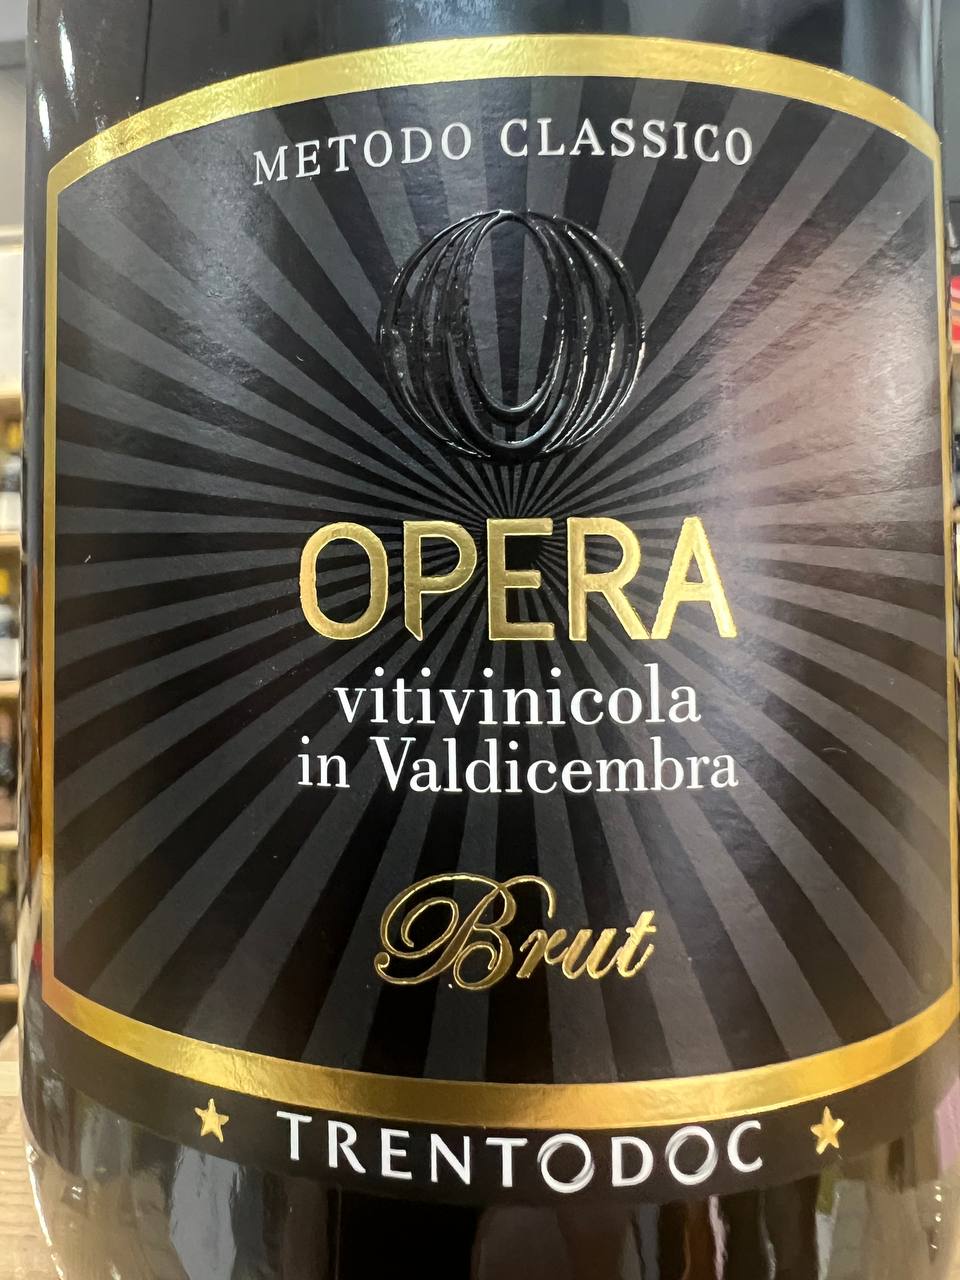 METODO CLASSICO
OPERA
vitivinicola
in Valdicembra
Brut
TRENTODOC